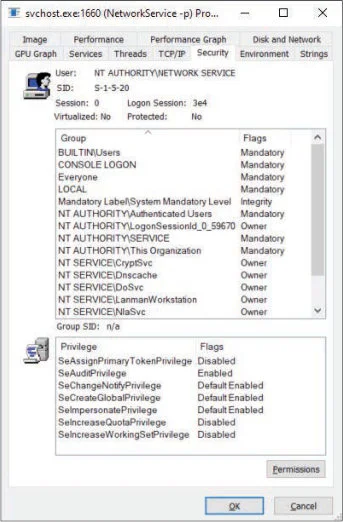 svchost.exe:1660 (NetworkService -p) Pro...
Image Performance Performance Graph Disk and Network
GPU Graph Services Threads TCP/IP Security Environment Strings
User: NT AUTHORITY\NETWORK SERVICE
SID: S-1-5-20
Session: 0 Logon Session: 3e4
Virtualized: No Protected: No
Group Flags
BUILTIN\Users Mandatory
CONSOLE LOGON Mandatory
Everyone Mandatory
LOCAL Mandatory
Mandatory Label\System Mandatory Level Integrity
NT AUTHORITY\Authenticated Users Mandatory
NT AUTHORITY\LogonSessionId_0_59670 Owner
NT AUTHORITY\SERVICE Mandatory
NT AUTHORITY\This Organization Mandatory
NT SERVICE\CryptSvc Owner
NT SERVICE\Dnscache Owner
NT SERVICE\DoSvc Owner
NT SERVICE\LanmanWorkstation Owner
NT SERVICE\NlaSvc Owner
Group SID: n/a
Privilege Flags
SeAssignPrimaryTokenPrivilege Disabled
SeAuditPrivilege Enabled
SeChangeNotifyPrivilege Default Enabled
SeCreateGlobalPrivilege Default Enabled
SeImpersonatePrivilege Default Enabled
SeIncreaseQuotaPrivilege Disabled
SeIncreaseWorkingSetPrivilege Disabled
Permissions
OK Cancel